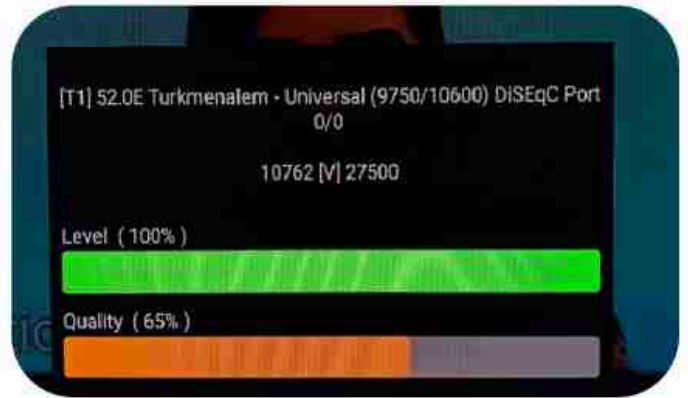 [T1] 52.0E Turkmenalem - Universal (9750/10600) DiSEqC Port
0/0
10762 [V] 27500
Level ( 100% )
Quality ( 65% )